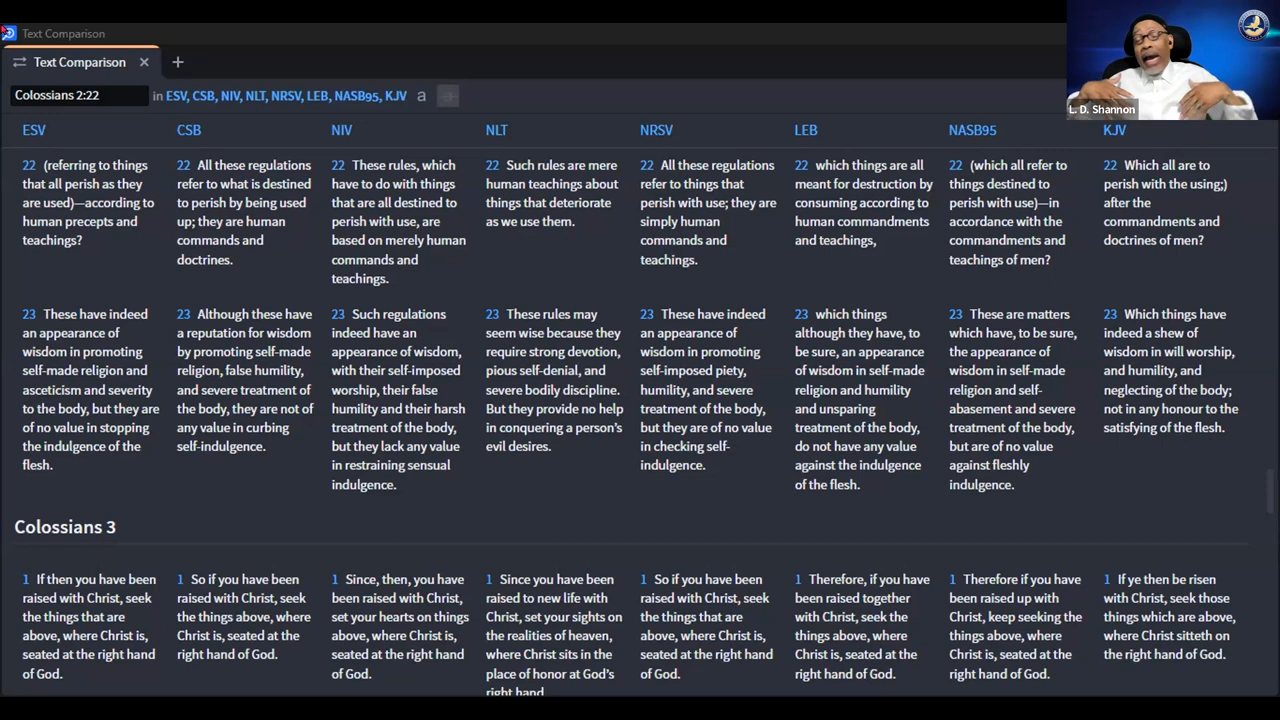 Text Comparison
Text Comparison
Colossians 2:22 in ESV, CSB, NIV, NLT, NRSV, LEB, NASB95, KJV a
L. D. Shannon
ESV
22 (referring to things
that all perish as they
are used)—according to
human precepts and
teachings?
23 These have indeed
an appearance of
wisdom in promoting
self-made religion and
asceticism and severity
to the body, but they are
of no value in stopping
the indulgence of the
flesh.
CSB
22 All these regulations
refer to what is destined
to perish by being used
up; they are human
commands and
doctrines.
23 Although these have
a reputation for wisdom
by promoting self-made
religion, false humility,
and severe treatment of
the body, they are not of
any value in curbing
self-indulgence.
NIV
22 These rules, which
have to do with things
that are all destined to
perish with use, are
based on merely human
commands and
teachings.
23 Such regulations
indeed have an
appearance of wisdom,
with their self-imposed
worship, their false
humility and their harsh
treatment of the body,
but they lack any value
in restraining sensual
indulgence.
NLT
22 Such rules are mere
human teachings about
things that deteriorate
as we use them.
23 These rules may
seem wise because they
require strong devotion,
pious self-denial, and
severe bodily discipline.
But they provide no help
in conquering a person's
evil desires.
NRSV
22 All these regulations
refer to things that
perish with use; they are
simply human
commands and
teachings.
23 These have indeed
an appearance of
wisdom in promoting
self-imposed piety,
humility, and severe
treatment of the body,
but they are of no value
in checking self-
indulgence.
LEB
22 which things are all
meant for destruction by
consuming according to
human commandments
and teachings,
23 which things
although they have, to
be sure, an appearance
of wisdom in self-made
religion and humility
and unsparing
treatment of the body,
do not have any value
against the indulgence
of the flesh.
NASB95
22 (which all refer to
things destined to
perish with use)—in
accordance with the
commandments and
teachings of men?
23 These are matters
which have, to be sure,
the appearance of
wisdom in self-made
religion and self-
abasement and severe
treatment of the body,
but are of no value
against fleshly
indulgence.
KJV
22 Which all are to
perish with the using;)
after the
commandments and
doctrines of men?
23 Which things have
indeed a shew of
wisdom in will worship,
and humility, and
neglecting of the body;
not in any honour to the
satisfying of the flesh.
Colossians 3
1 If then you have been
raised with Christ, seek
the things that are
above, where Christ is,
seated at the right hand
of God.
1 So if you have been
raised with Christ, seek
the things above, where
Christ is, seated at the
right hand of God.
1 Since, then, you have
been raised with Christ,
set your hearts on things
above, where Christ is,
seated at the right hand
of God.
1 Since you have been
raised to new life with
Christ, set your sights on
the realities of heaven,
where Christ sits in the
place of honor at God's
right hand
1 So if you have been
raised with Christ, seek
the things that are
above, where Christ is,
seated at the right hand
of God.
1 Therefore, if you have
been raised together
with Christ, seek the
things above, where
Christ is, seated at the
right hand of God.
1 Therefore if you have
been raised up with
Christ, keep seeking the
things above, where
Christ is, seated at the
right hand of God.
1 If ye then be risen
with Christ, seek those
things which are above,
where Christ sitteth on
the right hand of God.